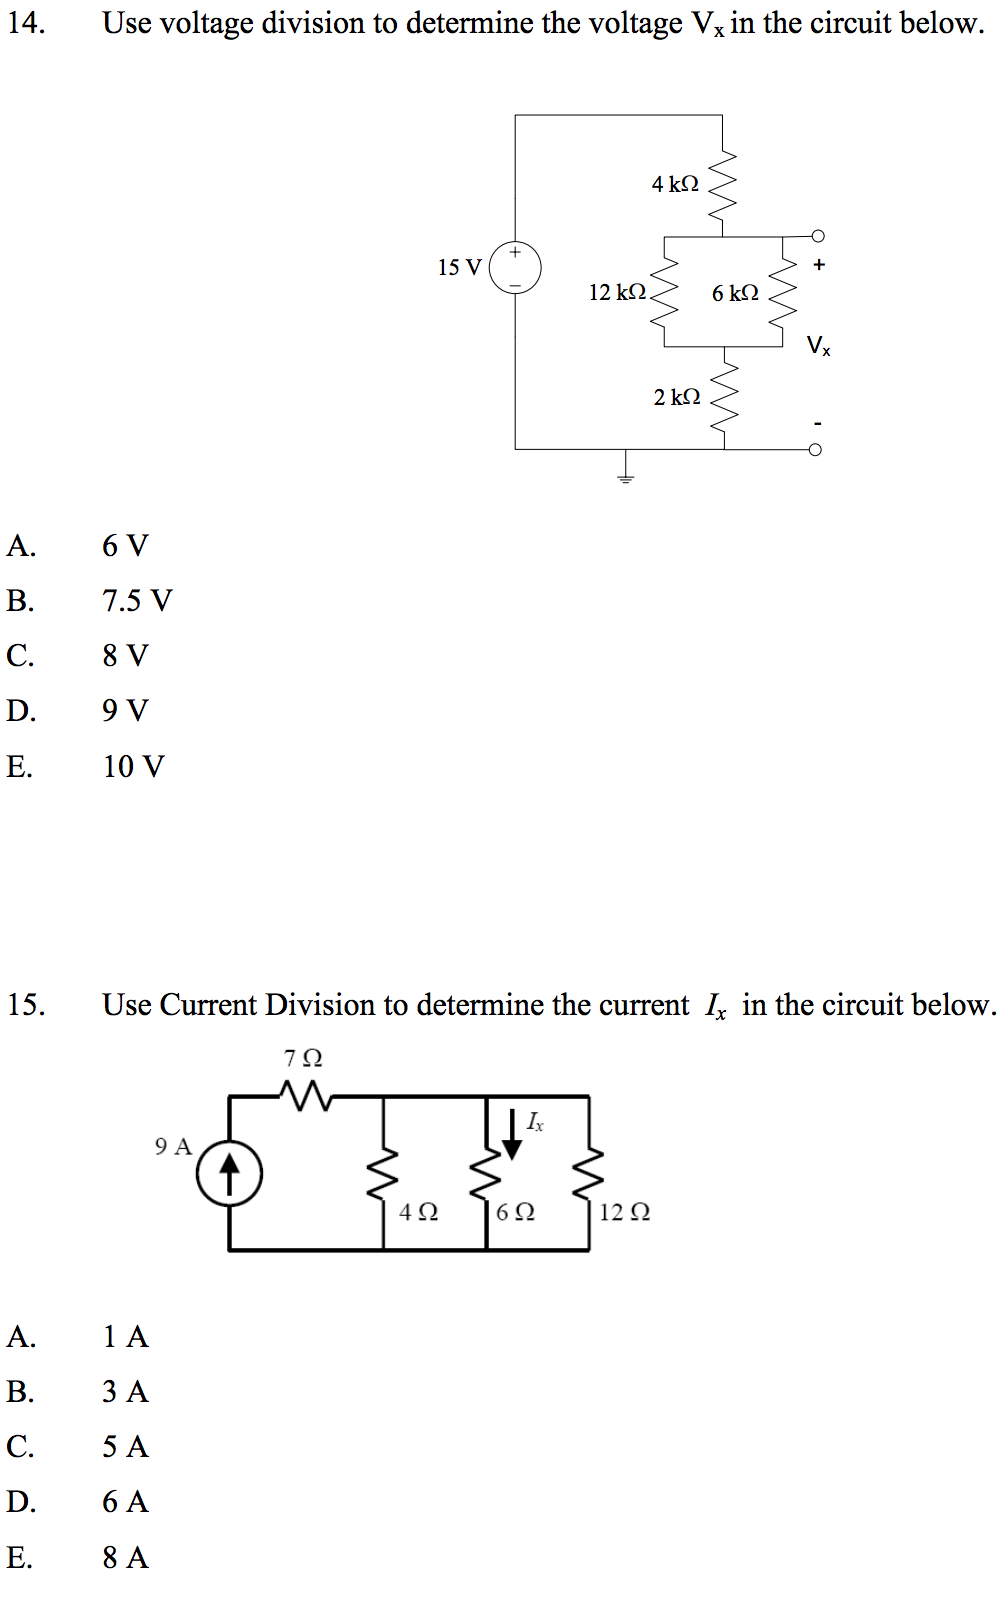 14. Use voltage division to determine the voltage Vx in the circuit below.
4 kΩ
15 V
+
−
+
12 kΩ
6 kΩ
Vx
2 kΩ
-
A. 6 V
B. 7.5 V
C. 8 V
D. 9 V
E. 10 V
15. Use Current Division to determine the current Ix in the circuit below.
7 Ω
Ix
9 A
4 Ω
6 Ω
12 Ω
A. 1 A
B. 3 A
C. 5 A
D. 6 A
E. 8 A